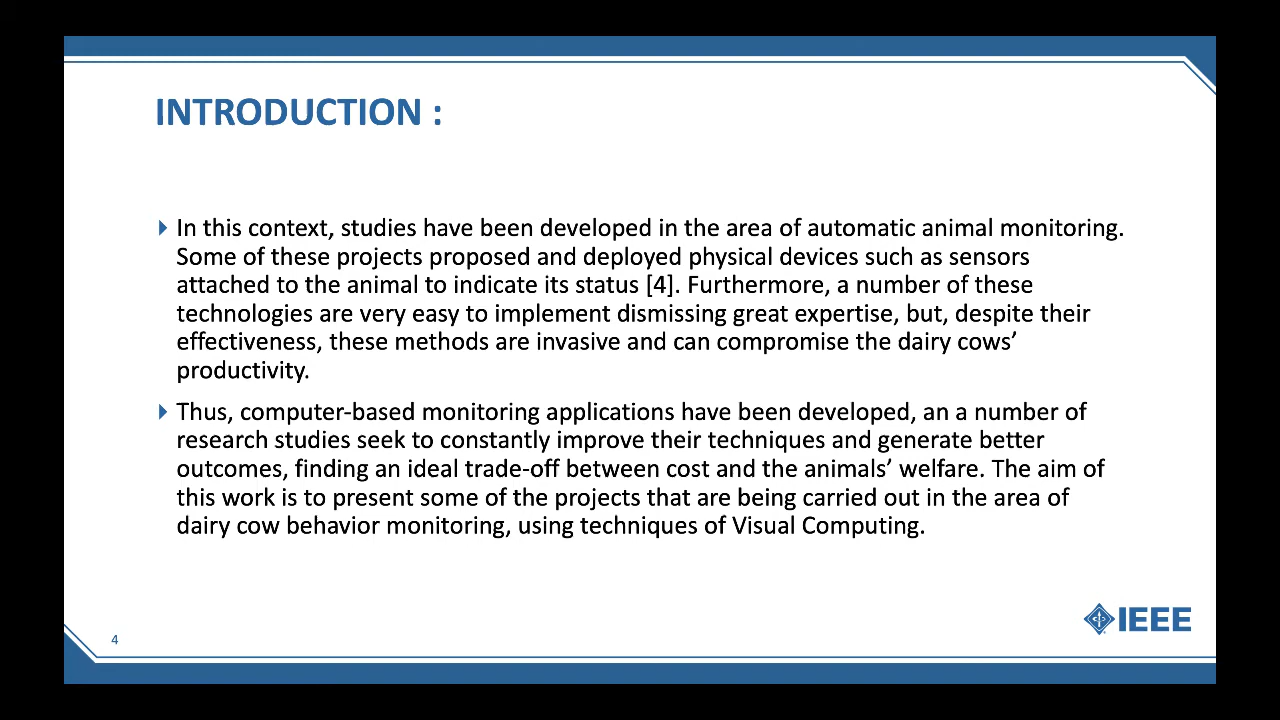 INTRODUCTION :
In this context, studies have been developed in the area of automatic animal monitoring.
Some of these projects proposed and deployed physical devices such as sensors
attached to the animal to indicate its status [4]. Furthermore, a number of these
technologies are very easy to implement dismissing great expertise, but, despite their
effectiveness, these methods are invasive and can compromise the dairy cows’
productivity.
Thus, computer-based monitoring applications have been developed, an a number of
research studies seek to constantly improve their techniques and generate better
outcomes, finding an ideal trade-off between cost and the animals’ welfare. The aim of
this work is to present some of the projects that are being carried out in the area of
dairy cow behavior monitoring, using techniques of Visual Computing.
IEEE
4